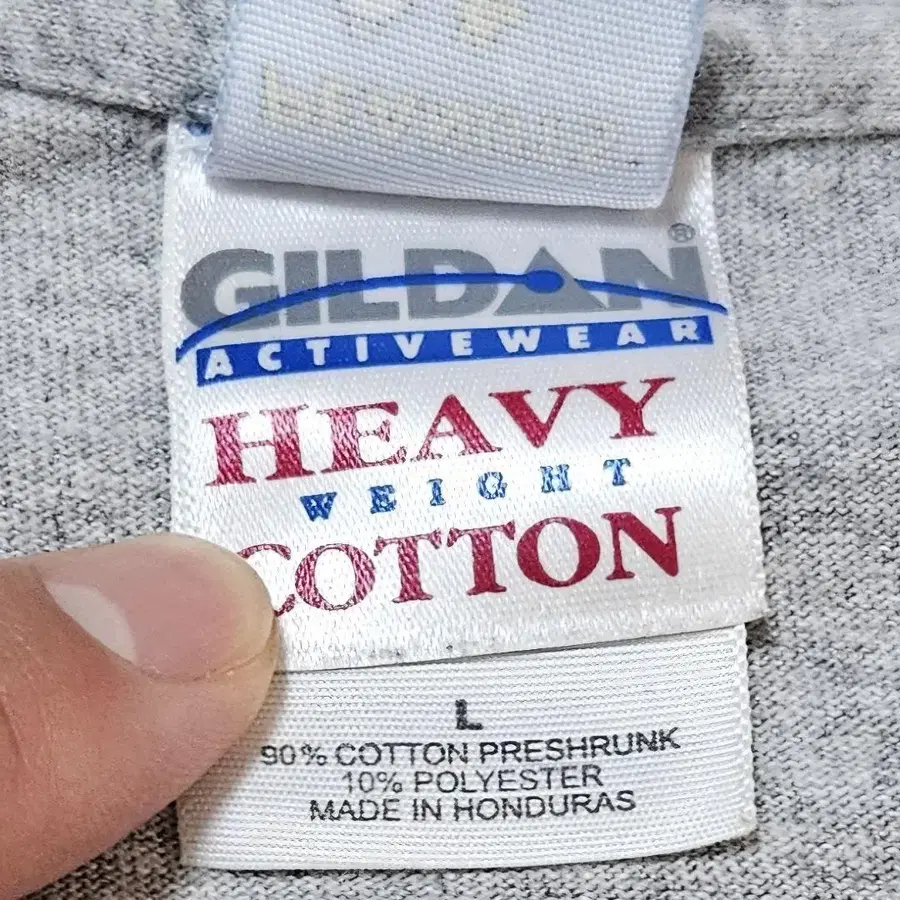 GILDAN®
ACTIVEWEAR
HEAVY
WEIGHT
COTTON
L
90% COTTON PRESHRUNK
10% POLYESTER
MADE IN HONDURAS